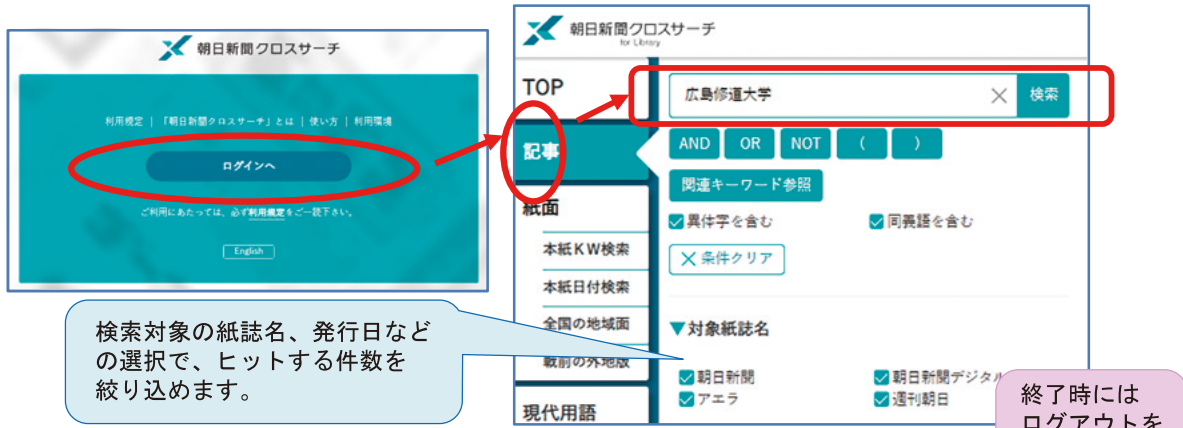 朝日新聞クロスサーチ
利用規定 | 「朝日新聞クロスサーチ」とは | 使い方 | 利用環境
ログインへ
ご利用にあたっては、必ず利用規定をご一読下さい。
English
朝日新聞クロスサーチ
for Library
TOP
記事
紙面
本紙KW検索
本紙日付検索
全国の地域面
戦前の外地版
現代用語
広島修道大学
検索
AND OR NOT ( )
関連キーワード参照
異体字を含む 同義語を含む
条件クリア
▼対象紙誌名
朝日新聞 朝日新聞デジタル
アエラ 週刊朝日
検索対象の紙誌名、発行日など
の選択で、ヒットする件数を
絞り込めます。
終了時には
ログアウトを